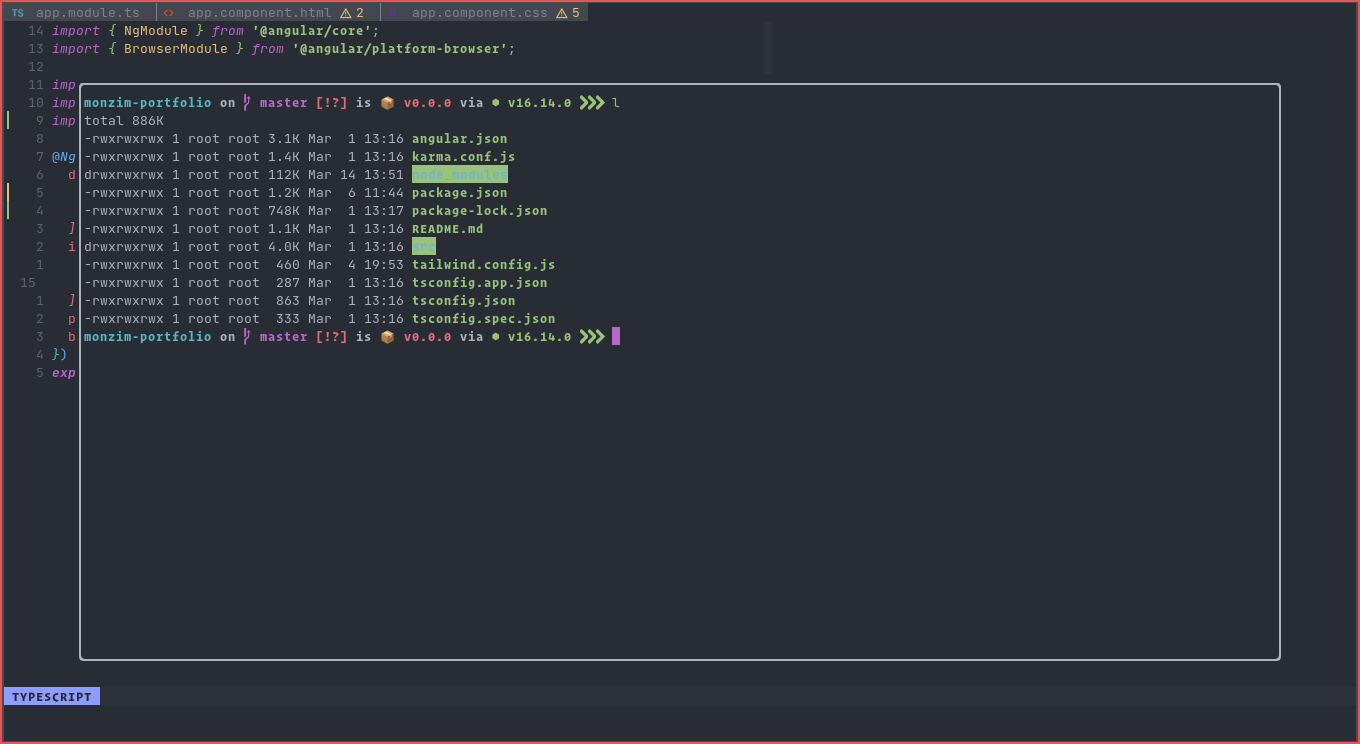 TS app.module.ts <> app.component.html ⚠ 2 app.component.css ⚠ 5
14 import { NgModule } from '@angular/core';
13 import { BrowserModule } from '@angular/platform-browser';
12
11 imp
10 imp monzim-portfolio on master [!?] is 📦 v0.0.0 via ⬢ v16.14.0 ❯❯❯ l
9 imp total 886K
8 -rwxrwxrwx 1 root root 3.1K Mar 1 13:16 angular.json
7 @Ng -rwxrwxrwx 1 root root 1.4K Mar 1 13:16 karma.conf.js
6 d drwxrwxrwx 1 root root 112K Mar 14 13:51 node_modules
5 -rwxrwxrwx 1 root root 1.2K Mar 6 11:44 package.json
4 -rwxrwxrwx 1 root root 748K Mar 1 13:17 package-lock.json
3 ] -rwxrwxrwx 1 root root 1.1K Mar 1 13:16 README.md
2 i drwxrwxrwx 1 root root 4.0K Mar 1 13:16 src
1 -rwxrwxrwx 1 root root 460 Mar 4 19:53 tailwind.config.js
15 -rwxrwxrwx 1 root root 287 Mar 1 13:16 tsconfig.app.json
1 ] -rwxrwxrwx 1 root root 863 Mar 1 13:16 tsconfig.json
2 p -rwxrwxrwx 1 root root 333 Mar 1 13:16 tsconfig.spec.json
3 b monzim-portfolio on master [!?] is 📦 v0.0.0 via ⬢ v16.14.0 ❯❯❯
4 })
5 exp
TYPESCRIPT